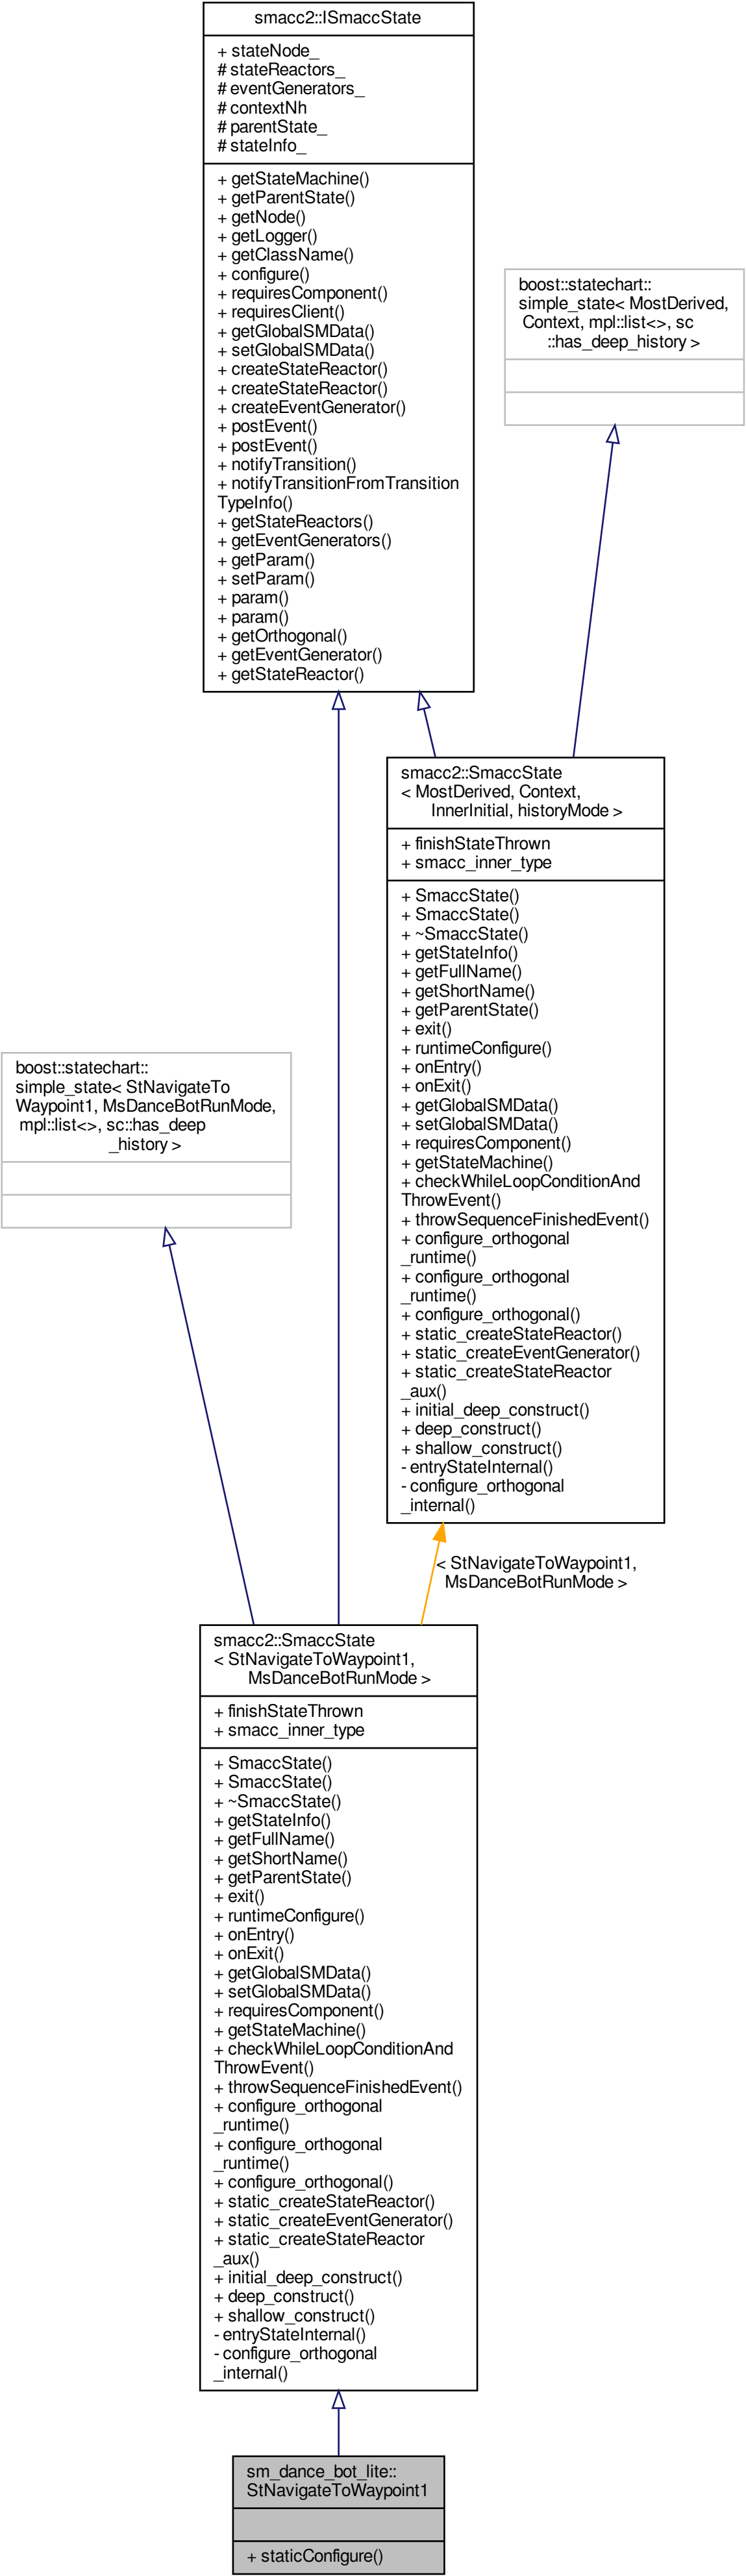 smacc2::ISmaccState
+ stateNode_
# stateReactors_
# eventGenerators_
# contextNh
# parentState_
# stateInfo_
+ getStateMachine()
+ getParentState()
+ getNode()
+ getLogger()
+ getClassName()
+ configure()
+ requiresComponent()
+ requiresClient()
+ getGlobalSMData()
+ setGlobalSMData()
+ createStateReactor()
+ createStateReactor()
+ createEventGenerator()
+ postEvent()
+ postEvent()
+ notifyTransition()
+ notifyTransitionFromTransition
TypeInfo()
+ getStateReactors()
+ getEventGenerators()
+ getParam()
+ setParam()
+ param()
+ param()
+ getOrthogonal()
+ getEventGenerator()
+ getStateReactor()
boost::statechart::
simple_state< MostDerived,
Context, mpl::list<>, sc
::has_deep_history >
smacc2::SmaccState
< MostDerived, Context,
InnerInitial, historyMode >
+ finishStateThrown
+ smacc_inner_type
+ SmaccState()
+ SmaccState()
+ ~SmaccState()
+ getStateInfo()
+ getFullName()
+ getShortName()
+ getParentState()
+ exit()
+ runtimeConfigure()
+ onEntry()
+ onExit()
+ getGlobalSMData()
+ setGlobalSMData()
+ requiresComponent()
+ getStateMachine()
+ checkWhileLoopConditionAnd
ThrowEvent()
+ throwSequenceFinishedEvent()
+ configure_orthogonal
_runtime()
+ configure_orthogonal
_runtime()
+ configure_orthogonal()
+ static_createStateReactor()
+ static_createEventGenerator()
+ static_createStateReactor
_aux()
+ initial_deep_construct()
+ deep_construct()
+ shallow_construct()
- entryStateInternal()
- configure_orthogonal
_internal()
boost::statechart::
simple_state< StNavigateTo
Waypoint1, MsDanceBotRunMode,
mpl::list<>, sc::has_deep
_history >
< StNavigateToWaypoint1,
MsDanceBotRunMode >
smacc2::SmaccState
< StNavigateToWaypoint1,
MsDanceBotRunMode >
+ finishStateThrown
+ smacc_inner_type
+ SmaccState()
+ SmaccState()
+ ~SmaccState()
+ getStateInfo()
+ getFullName()
+ getShortName()
+ getParentState()
+ exit()
+ runtimeConfigure()
+ onEntry()
+ onExit()
+ getGlobalSMData()
+ setGlobalSMData()
+ requiresComponent()
+ getStateMachine()
+ checkWhileLoopConditionAnd
ThrowEvent()
+ throwSequenceFinishedEvent()
+ configure_orthogonal
_runtime()
+ configure_orthogonal
_runtime()
+ configure_orthogonal()
+ static_createStateReactor()
+ static_createEventGenerator()
+ static_createStateReactor
_aux()
+ initial_deep_construct()
+ deep_construct()
+ shallow_construct()
- entryStateInternal()
- configure_orthogonal
_internal()
sm_dance_bot_lite::
StNavigateToWaypoint1
+ staticConfigure()